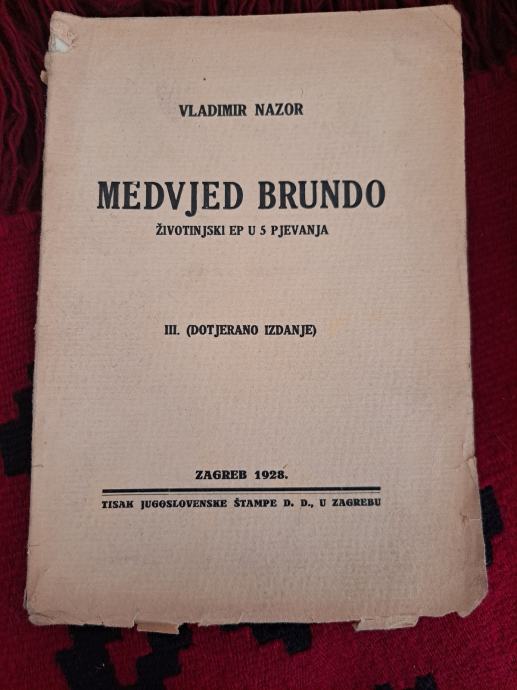 VLADIMIR NAZOR
MEDVJED BRUNDO
ŽIVOTINJSKI EP U 5 PJEVANJA
III. (DOTJERANO IZDANJE)
ZAGREB 1928.
TISAK JUGOSLOVENSKE ŠTAMPE D. D., U ZAGREBU